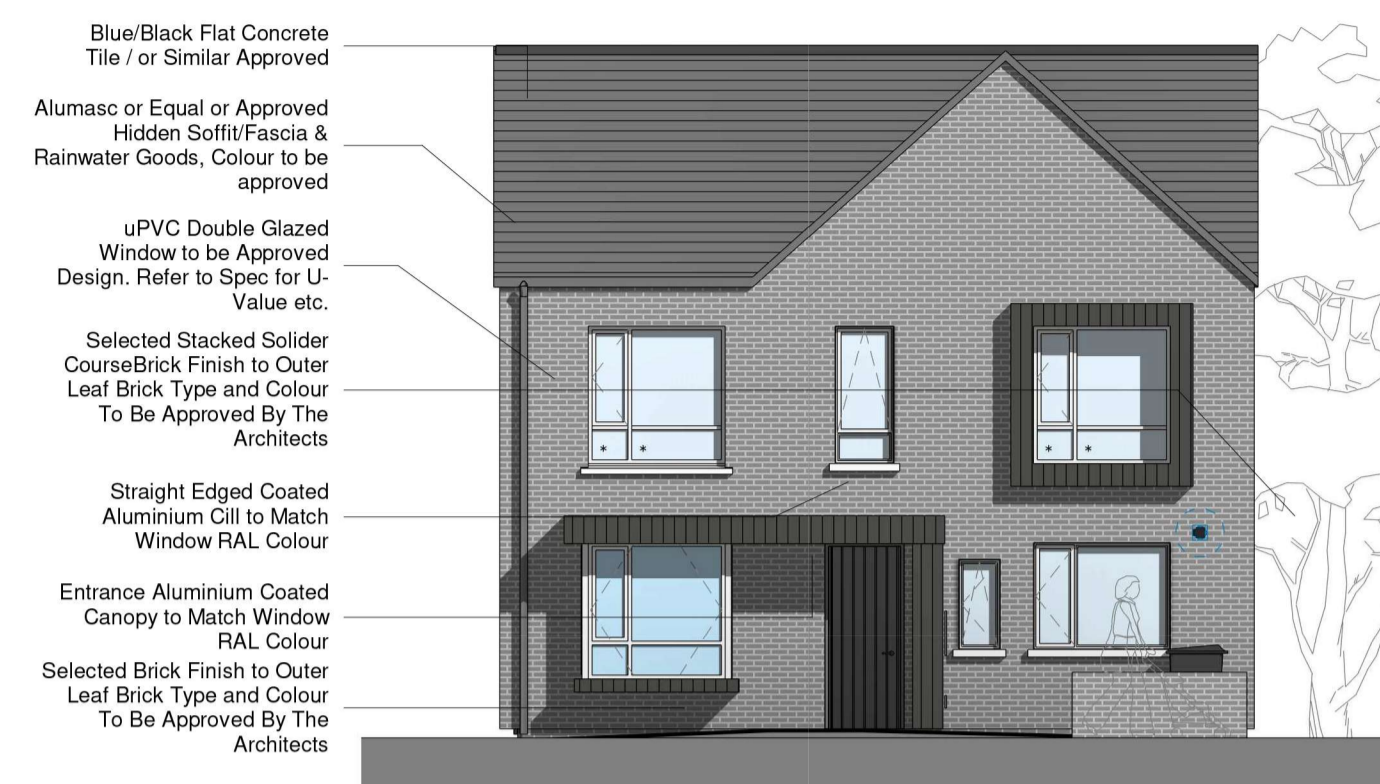 Blue/Black Flat Concrete
Tile / or Similar Approved
Alumasc or Equal or Approved
Hidden Soffit/Fascia &
Rainwater Goods, Colour to be
approved
uPVC Double Glazed
Window to be Approved
Design. Refer to Spec for U-
Value etc.
Selected Stacked Solider
CourseBrick Finish to Outer
Leaf Brick Type and Colour
To Be Approved By The
Architects
Straight Edged Coated
Aluminium Cill to Match
Window RAL Colour
Entrance Aluminium Coated
Canopy to Match Window
RAL Colour
Selected Brick Finish to Outer
Leaf Brick Type and Colour
To Be Approved By The
Architects